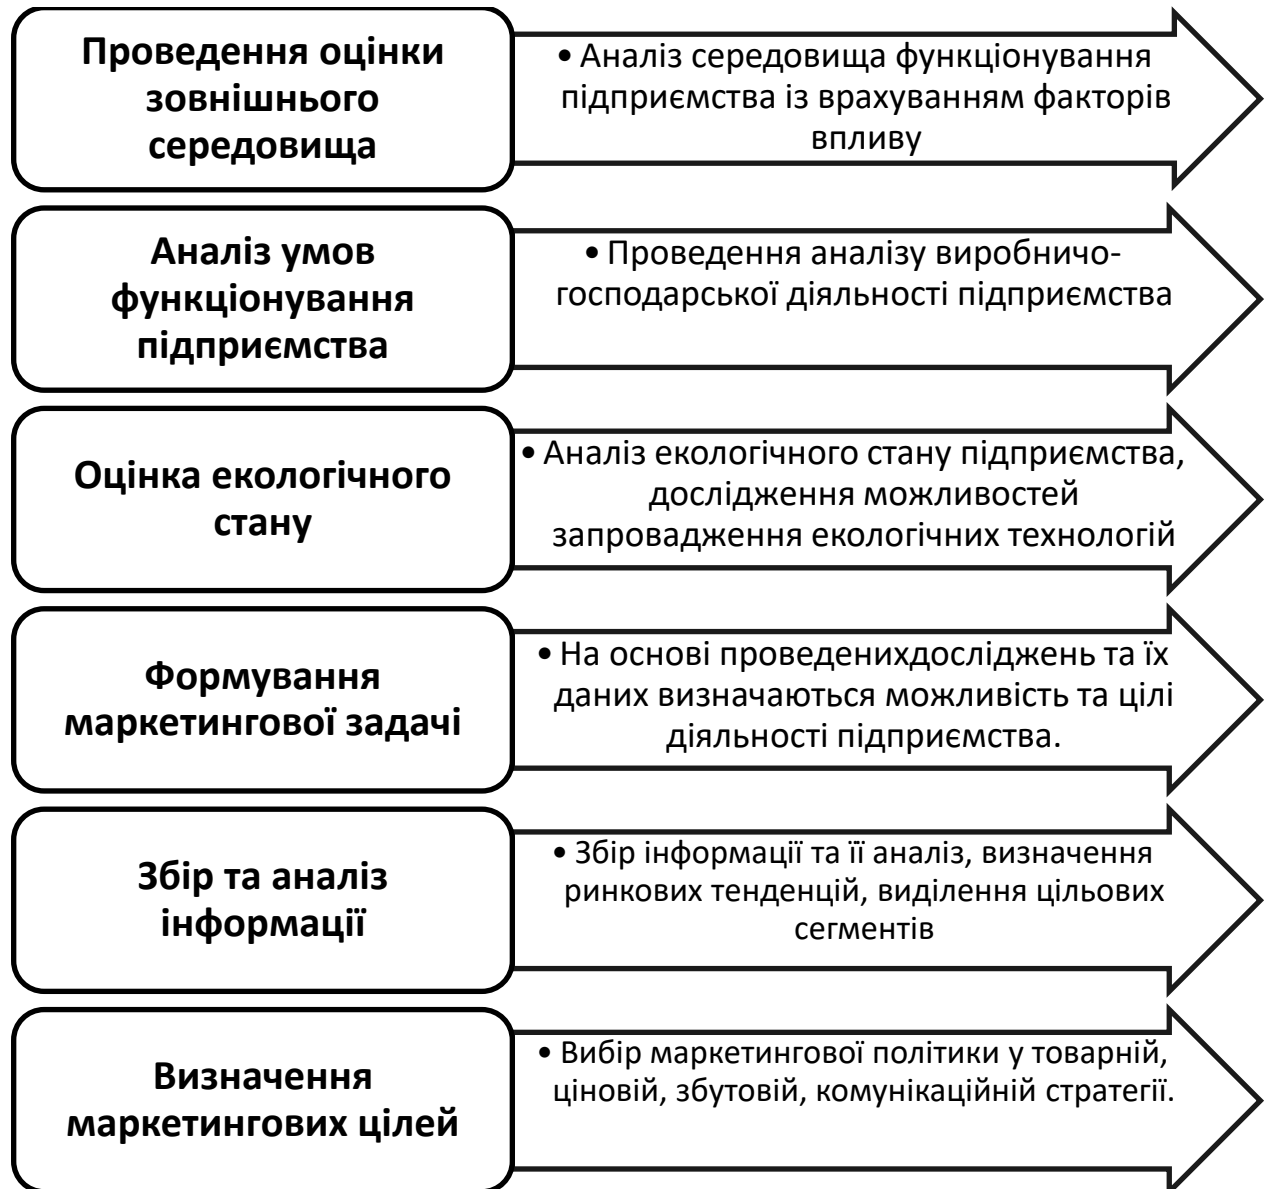 Проведення оцінки
зовнішнього
середовища
• Аналіз середовища функціонування
підприємства із врахуванням факторів
впливу
Аналіз умов
функціонування
підприємства
• Проведення аналізу виробничо-
господарської діяльності підприємства
Оцінка екологічного
стану
• Аналіз екологічного стану підприємства,
дослідження можливостей
запровадження екологічних технологій
Формування
маркетингової задачі
• На основі проведенихдосліджень та їх
даних визначаються можливість та цілі
діяльності підприємства.
Збір та аналіз
інформації
• Збір інформації та її аналіз, визначення
ринкових тенденцій, виділення цільових
сегментів
Визначення
маркетингових цілей
• Вибір маркетингової політики у товарній,
ціновій, збутовій, комунікаційній стратегії.